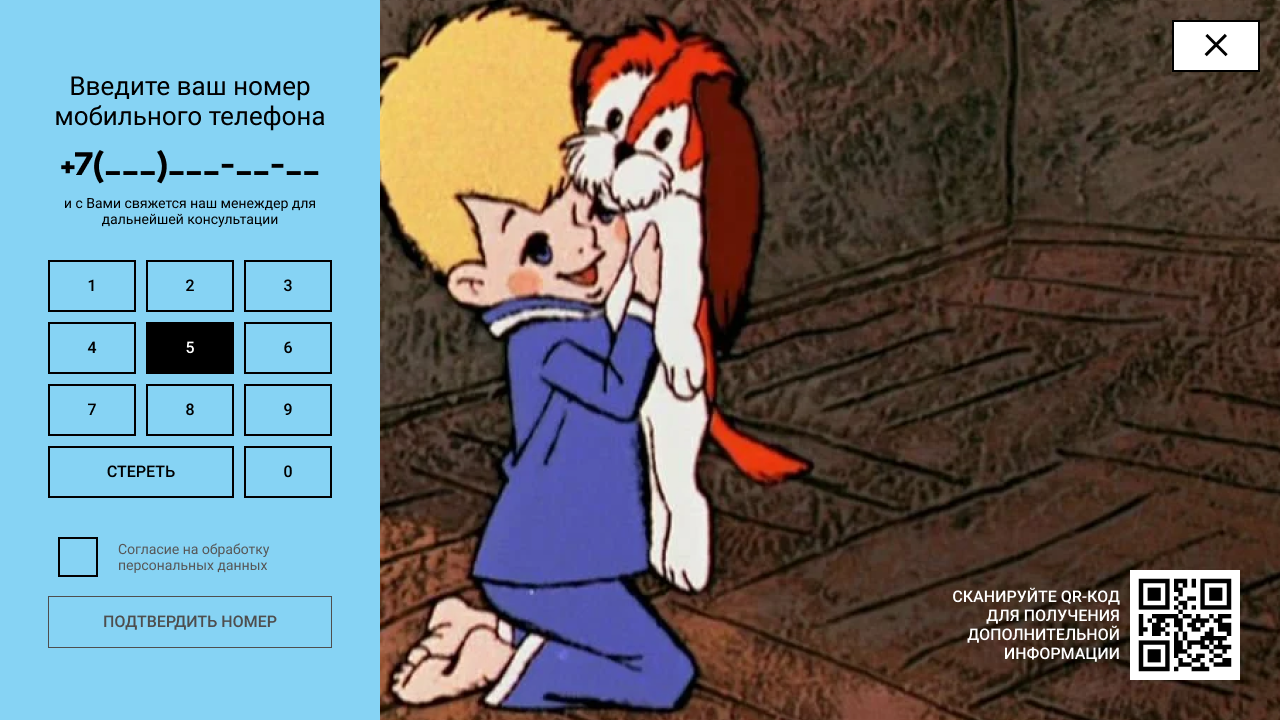 Введите ваш номер
мобильного телефона
+7(___)___-__-__
и с Вами свяжется наш менеждер для
дальнейшей консультации
1 2 3
4 5 6
7 8 9
СТЕРЕТЬ 0
Согласие на обработку
персональных данных
ПОДТВЕРДИТЬ НОМЕР
СКАНИРУЙТЕ QR-КОД
ДЛЯ ПОЛУЧЕНИЯ
ДОПОЛНИТЕЛЬНОЙ
ИНФОРМАЦИИ